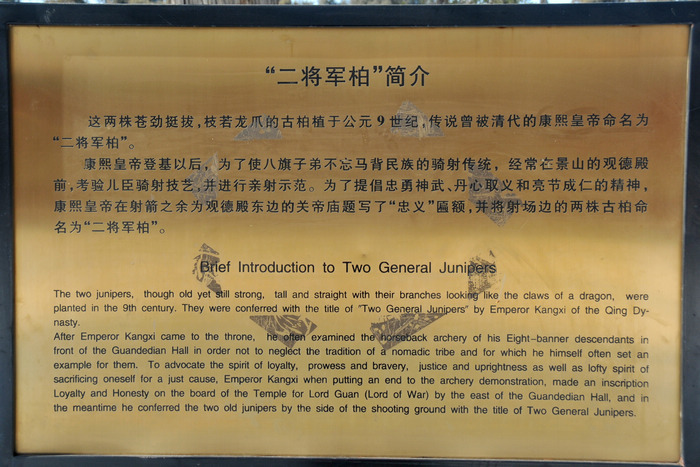 “二将军柏”简介
这两株苍劲挺拔,枝若龙爪的古柏植于公元9世纪,传说曾被清代的康熙皇帝命名为
“二将军柏”。
康熙皇帝登基以后，为了使八旗子弟不忘马背民族的骑射传统，经常在景山的观德殿
前,考验儿臣骑射技艺,并进行亲射示范。为了提倡忠勇神武、丹心取义和亮节成仁的精神，
康熙皇帝在射箭之余为观德殿东边的关帝庙题写了“忠义”匾额,并将射场边的两株古柏命
名为“二将军柏”。
Brief Introduction to Two General Junipers
The two junipers, though old yet still strong, tall and straight with their branches looking like the claws of a dragon, were
planted in the 9th century. They were conferred with the title of "Two General Junipers" by Emperor Kangxi of the Qing Dy-
nasty.
After Emperor Kangxi came to the throne, he often examined the horseback archery of his Eight-banner descendants in
front of the Guandedian Hall in order not to neglect the tradition of a nomadic tribe and for which he himself often set an
example for them. To advocate the spirit of loyalty, prowess and bravery, justice and uprightness as well as lofty spirit of
sacrificing oneself for a just cause, Emperor Kangxi when putting an end to the archery demonstration, made an inscription
Loyalty and Honesty on the board of the Temple for Lord Guan (Lord of War) by the east of the Guandedian Hall, and in
the meantime he conferred the two old junipers by the side of the shooting ground with the title of Two General Junipers.